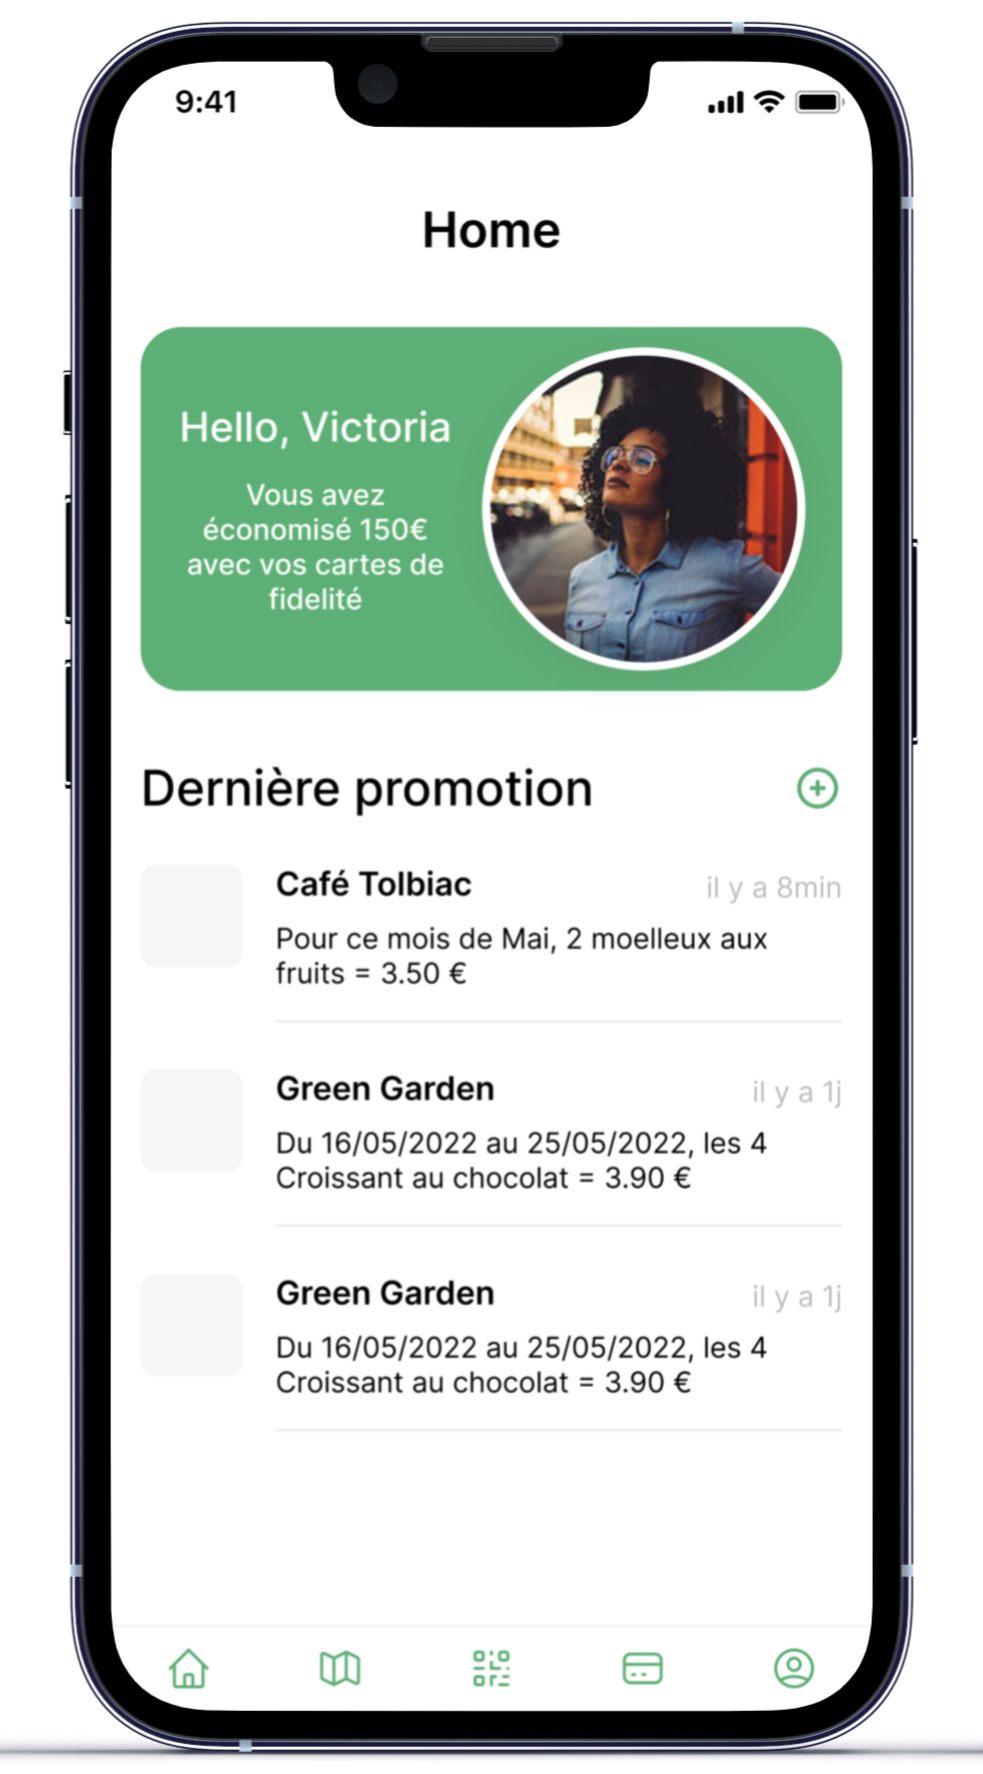 9:41
Home
Hello, Victoria
Vous avez
économisé 150€
avec vos cartes de
fidelité
Dernière promotion
Café Tolbiac
il y a 8min
Pour ce mois de Mai, 2 moelleux aux
fruits = 3.50 €
Green Garden
il y a 1j
Du 16/05/2022 au 25/05/2022, les 4
Croissant au chocolat = 3.90 €
Green Garden
il y a 1j
Du 16/05/2022 au 25/05/2022, les 4
Croissant au chocolat = 3.90 €